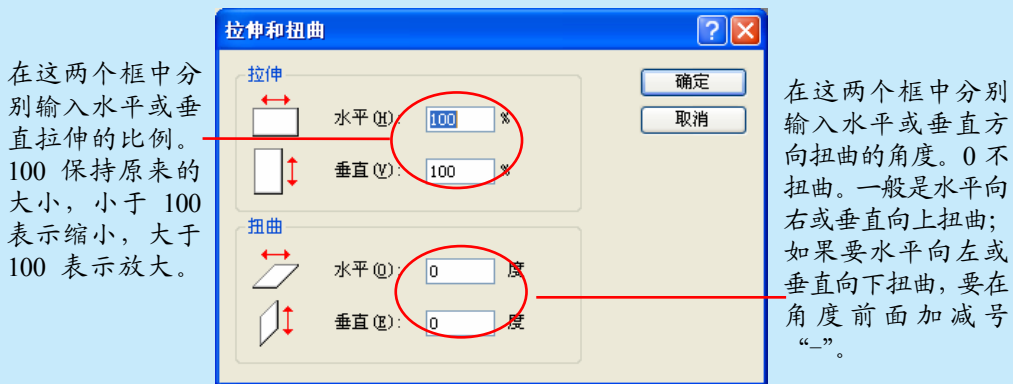 在这两个框中分
别输入水平或垂
直拉伸的比例。
100 保持原来的
大小，小于 100
表示缩小，大于
100 表示放大。
拉伸和扭曲
拉伸
水平(H): 100 %
垂直(V): 100 %
扭曲
水平(O): 0 度
垂直(E): 0 度
确定
取消
在这两个框中分别
输入水平或垂直方
向扭曲的角度。0 不
扭曲。一般是水平向
右或垂直向上扭曲；
如果要水平向左或
垂直向下扭曲，要在
角度前面加减号
“–”。